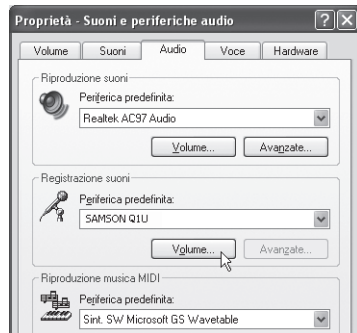 Proprietà - Suoni e periferiche audio
Volume Suoni Audio Voce Hardware
Riproduzione suoni
Periferica predefinita:
Realtek AC97 Audio
Volume... Avanzate...
Registrazione suoni
Periferica predefinita:
SAMSON Q1U
Volume... Avanzate...
Riproduzione musica MIDI
Periferica predefinita:
Sint. SW Microsoft GS Wavetable